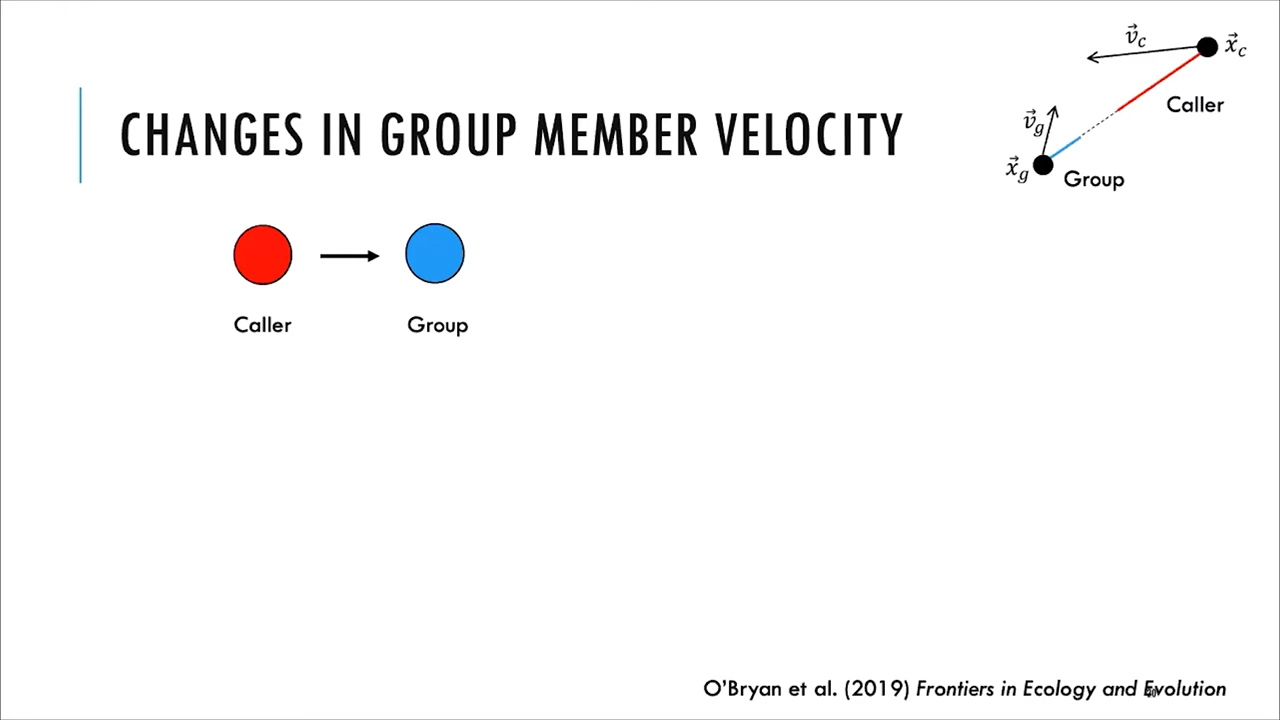 CHANGES IN GROUP MEMBER VELOCITY
v⃗c
x⃗c
Caller
v⃗g
x⃗g
Group
Caller
Group
O’Bryan et al. (2019) Frontiers in Ecology and Evolution